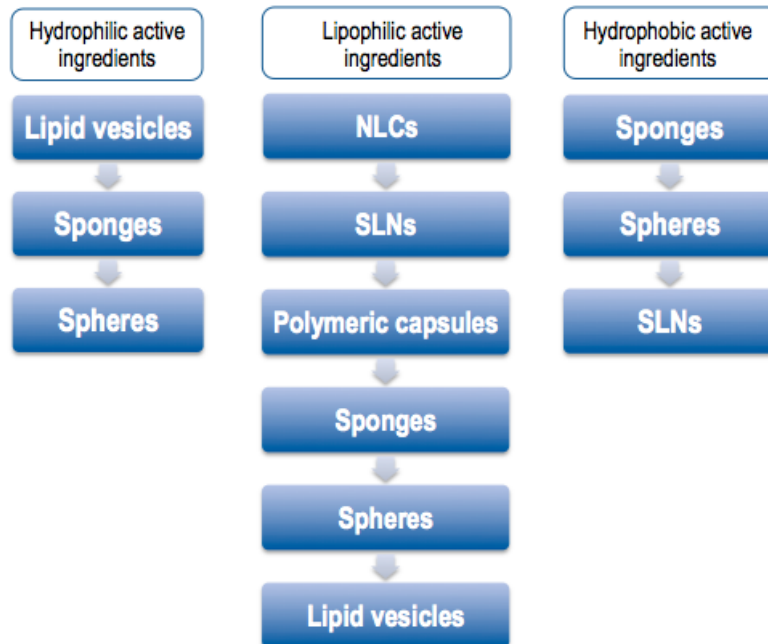 Hydrophilic active
ingredients
Lipid vesicles
Sponges
Spheres
Lipophilic active
ingredients
NLCs
SLNs
Polymeric capsules
Sponges
Spheres
Lipid vesicles
Hydrophobic active
ingredients
Sponges
Spheres
SLNs